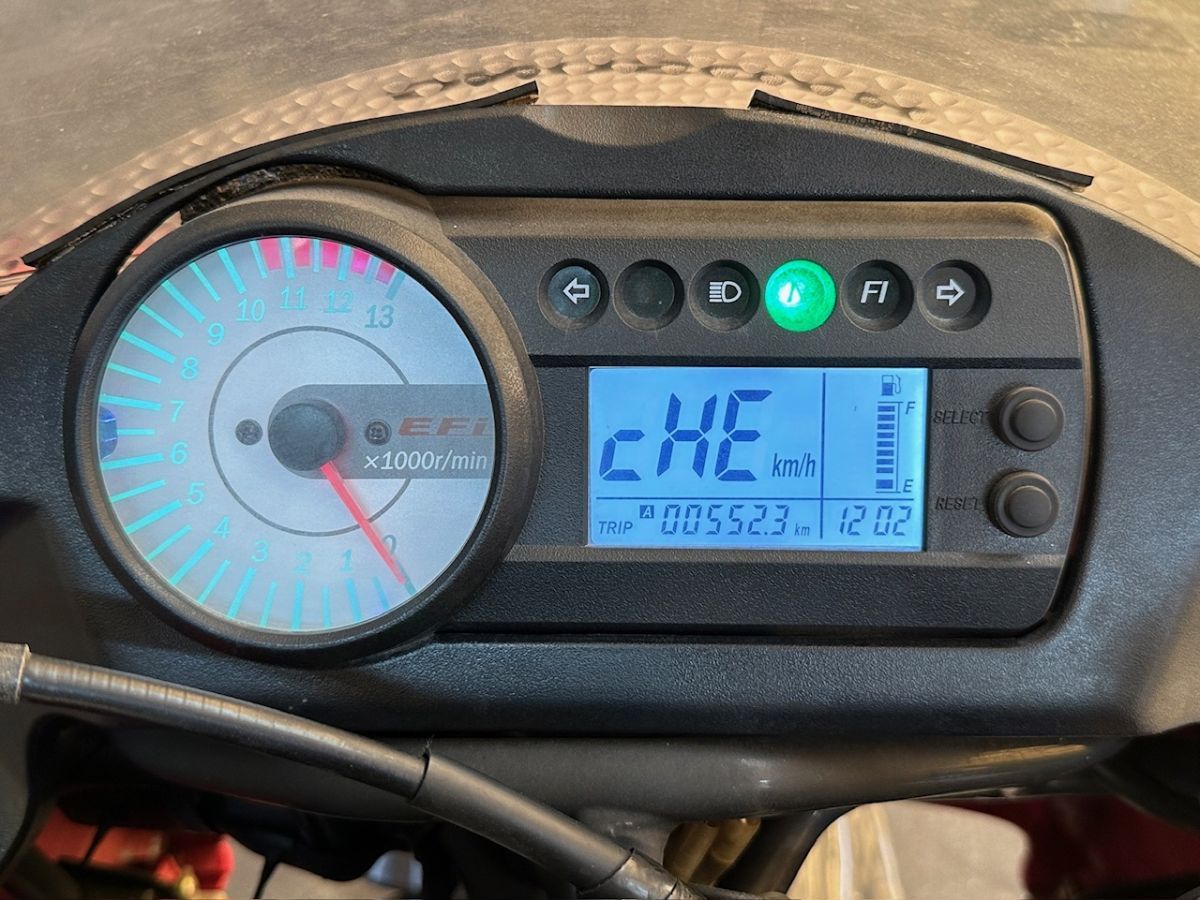 10 11 12 13
9
8
7
6
5
4
3 2 1 0
EFi
×1000r/min
FI
cHE km/h
F
E
TRIP A 00552.3 km 12 02
SELECT
RESET